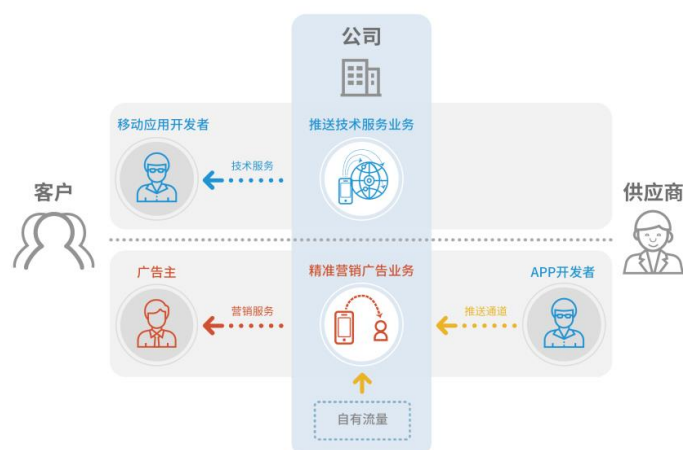 公司
移动应用开发者
推送技术服务业务
技术服务
客户
供应商
广告主
精准营销广告业务
APP开发者
营销服务
推送通道
自有流量